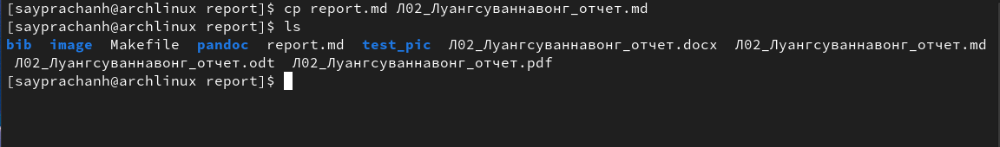 [sayprachanh@archlinux report]$ cp report.md Л02_Луангсуваннавонг_отчет.md
[sayprachanh@archlinux report]$ ls
bib  image  Makefile  pandoc  report.md  test_pic  Л02_Луангсуваннавонг_отчет.docx  Л02_Луангсуваннавонг_отчет.md
Л02_Луангсуваннавонг_отчет.odt  Л02_Луангсуваннавонг_отчет.pdf
[sayprachanh@archlinux report]$